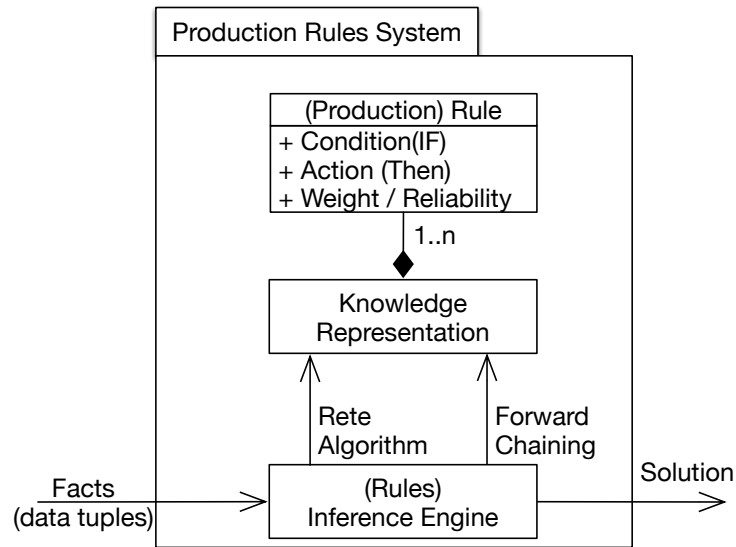 Production Rules System
(Production) Rule
+ Condition(IF)
+ Action (Then)
+ Weight / Reliability
1..n
Knowledge
Representation
Rete
Algorithm
Forward
Chaining
Facts
(data tuples)
(Rules)
Inference Engine
Solution